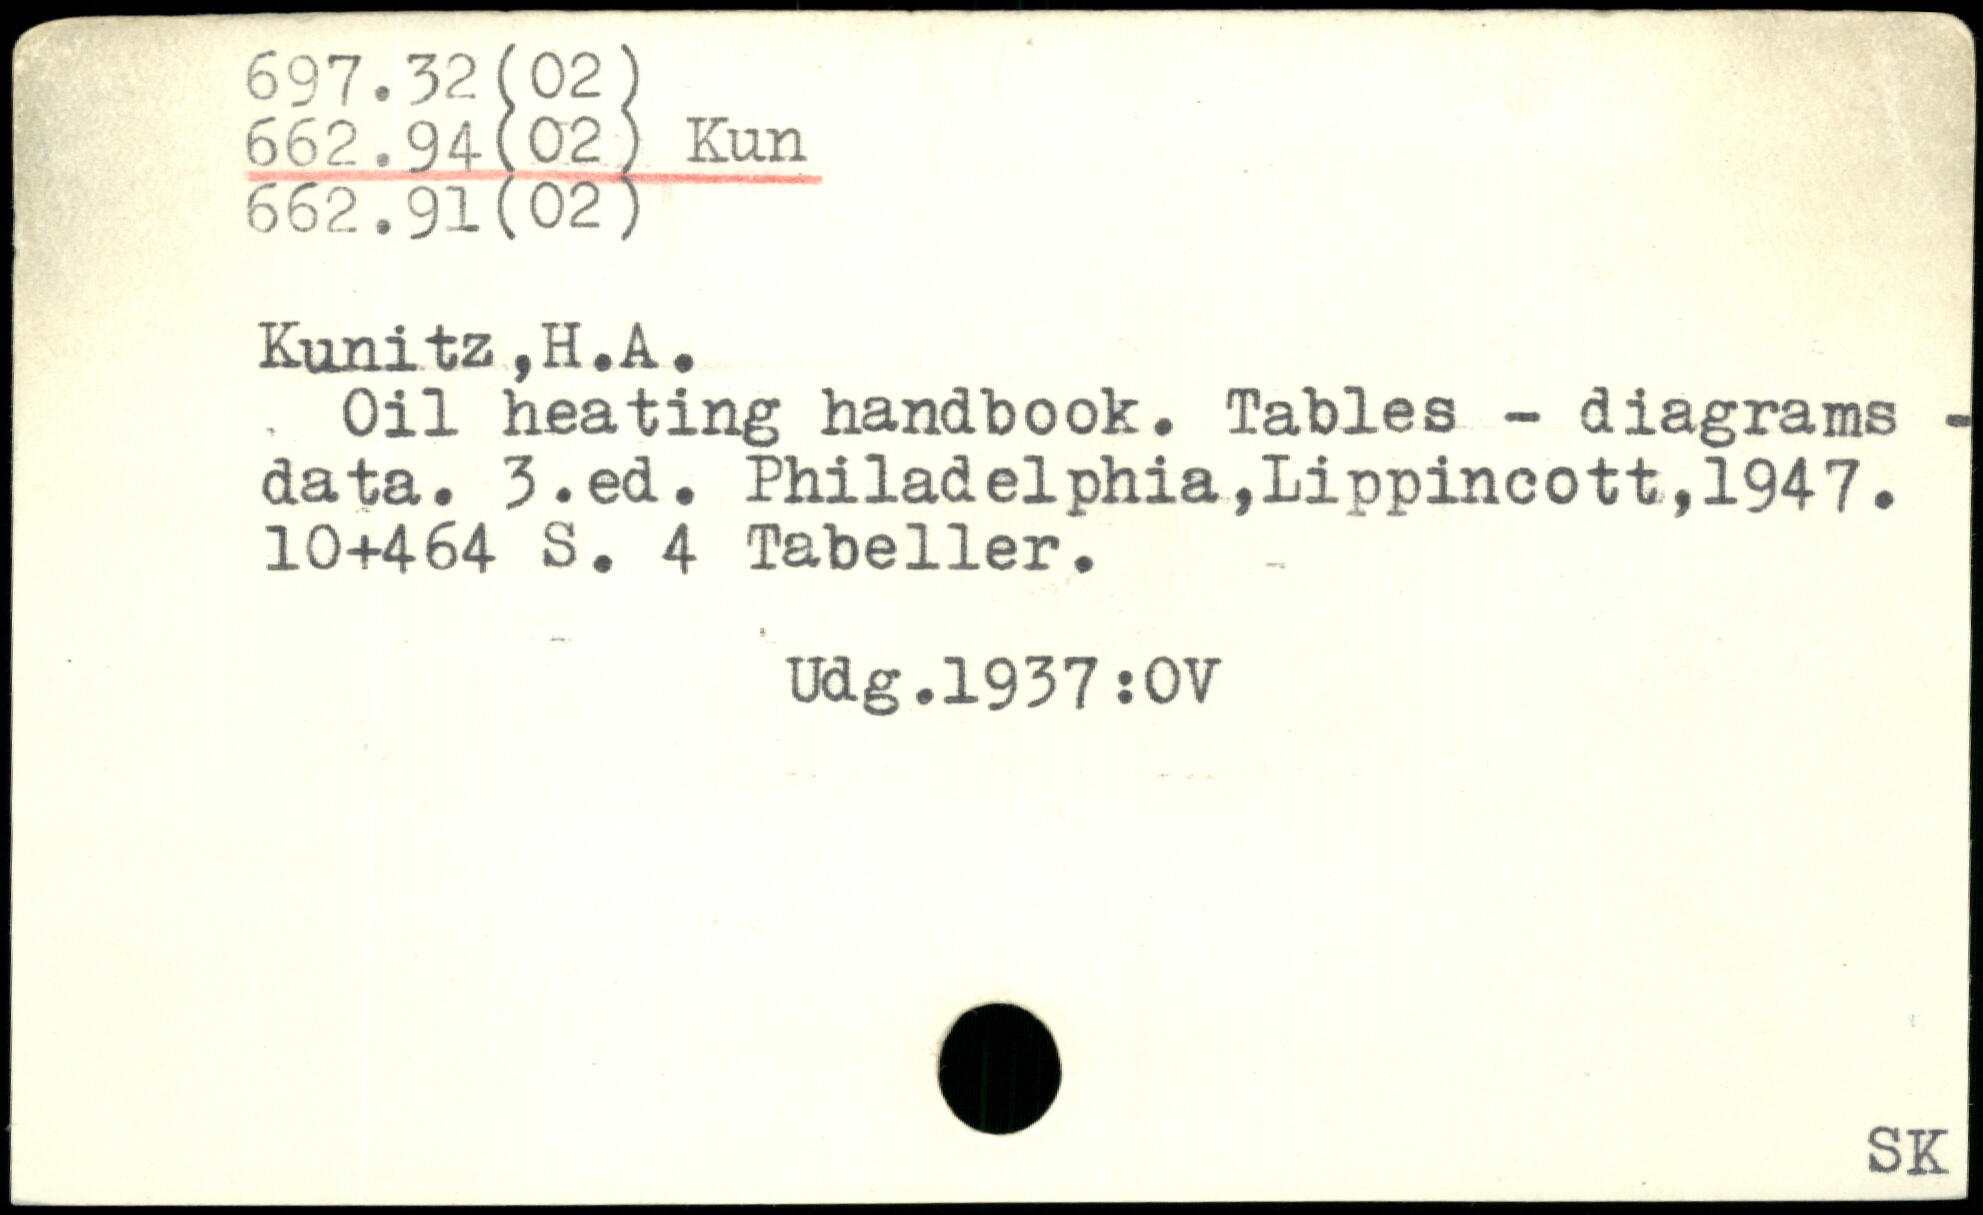 697.32(02)
662.94(02) Kun
662.91(02)
Kunitz,H.A.
Oil heating handbook. Tables - diagrams -
data. 3.ed. Philadelphia,Lippincott,1947.
10+464 S. 4 Tabeller.
Udg.1937:OV
SK